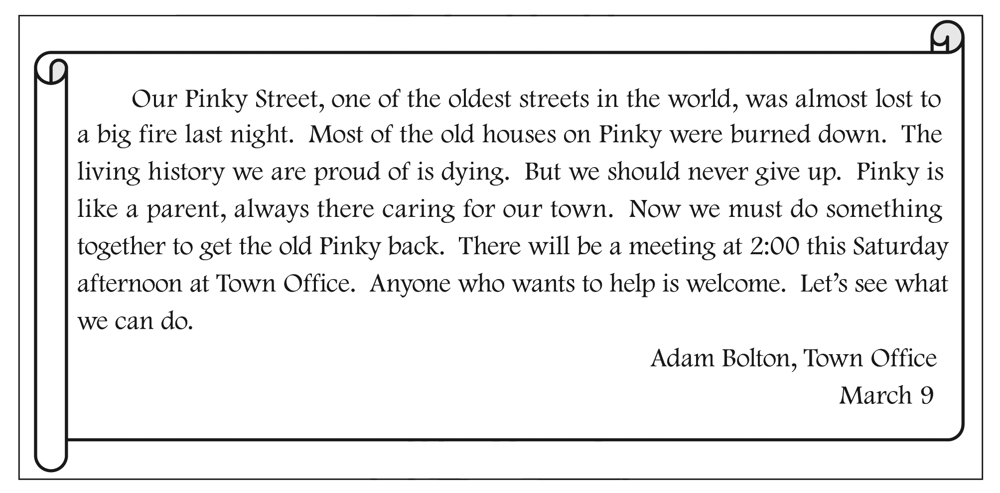 Our Pinky Street, one of the oldest streets in the world, was almost lost to
a big fire last night. Most of the old houses on Pinky were burned down. The
living history we are proud of is dying. But we should never give up. Pinky is
like a parent, always there caring for our town. Now we must do something
together to get the old Pinky back. There will be a meeting at 2:00 this Saturday
afternoon at Town Office. Anyone who wants to help is welcome. Let’s see what
we can do.
Adam Bolton, Town Office
March 9